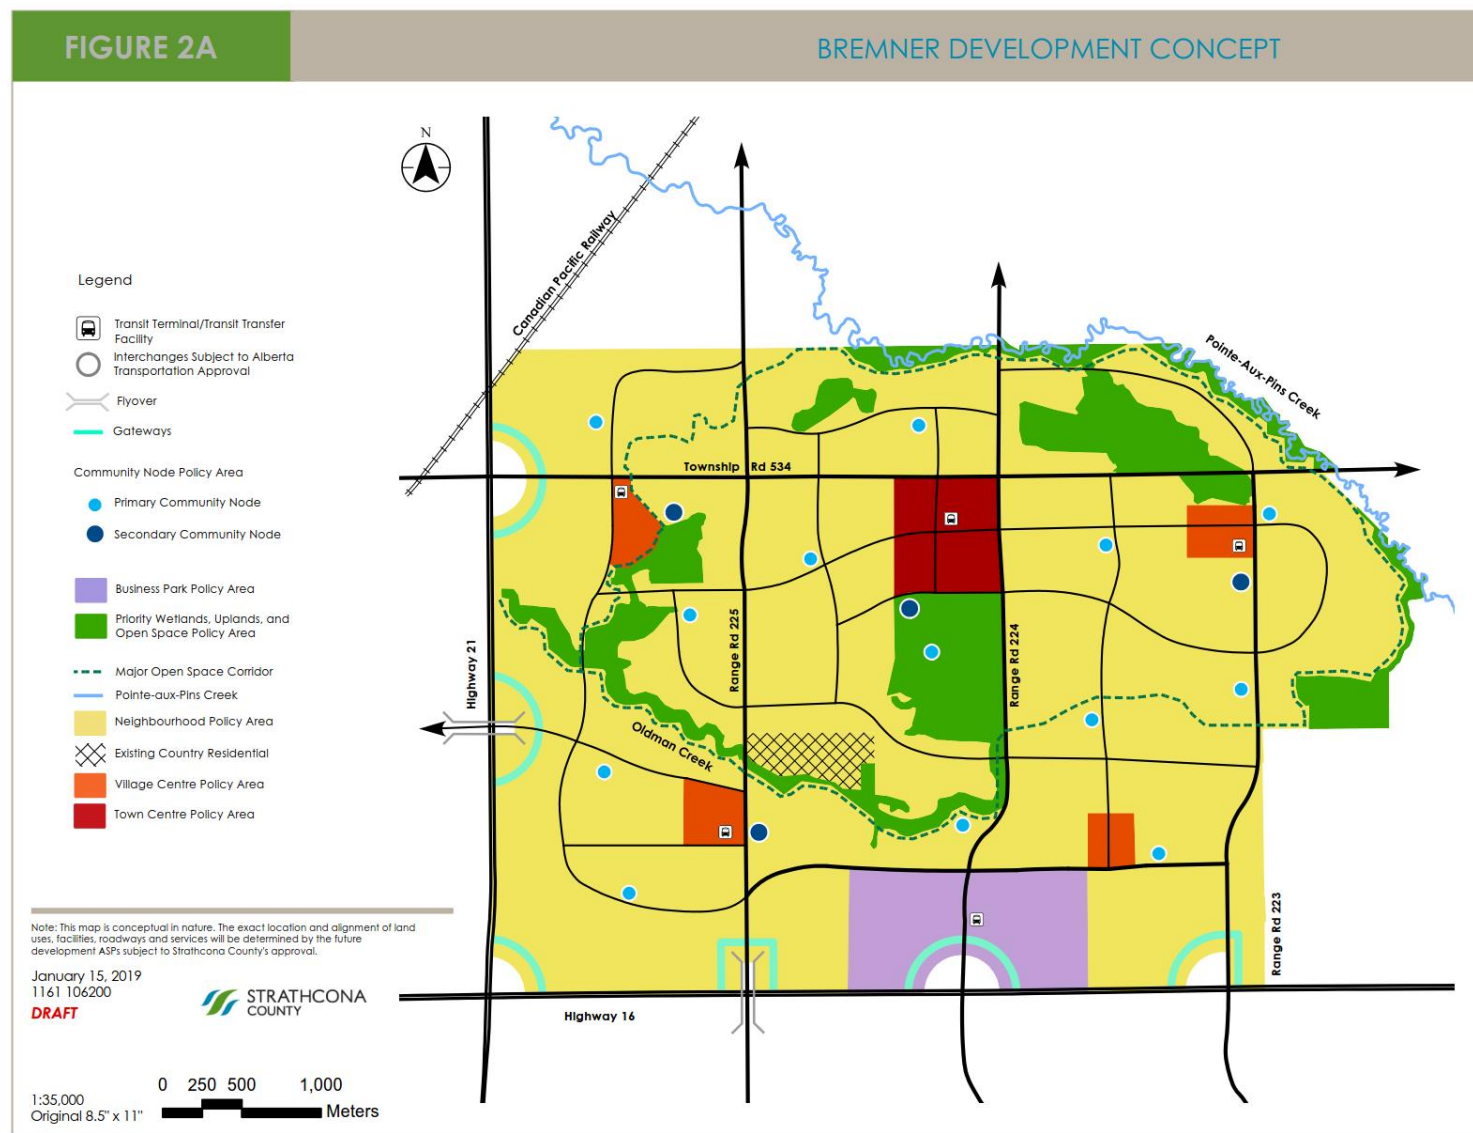 FIGURE 2A
BREMNER DEVELOPMENT CONCEPT
N
Canadian Pacific Railway
Pointe-Aux-Pins Creek
Township Rd 534
Highway 21
Range Rd 225
Range Rd 224
Oldman Creek
Range Rd 223
Highway 16
Legend
Transit Terminal/Transit Transfer
Facility
Interchanges Subject to Alberta
Transportation Approval
Flyover
Gateways
Community Node Policy Area
Primary Community Node
Secondary Community Node
Business Park Policy Area
Priority Wetlands, Uplands, and
Open Space Policy Area
Major Open Space Corridor
Pointe-aux-Pins Creek
Neighbourhood Policy Area
Existing Country Residential
Village Centre Policy Area
Town Centre Policy Area
Note: This map is conceptual in nature. The exact location and alignment of land
uses, facilities, roadways and services will be determined by the future
development ASPs subject to Strathcona County's approval.
January 15, 2019
1161 106200
DRAFT
STRATHCONA
COUNTY
0 250 500 1,000
Meters
1:35,000
Original 8.5" x 11"